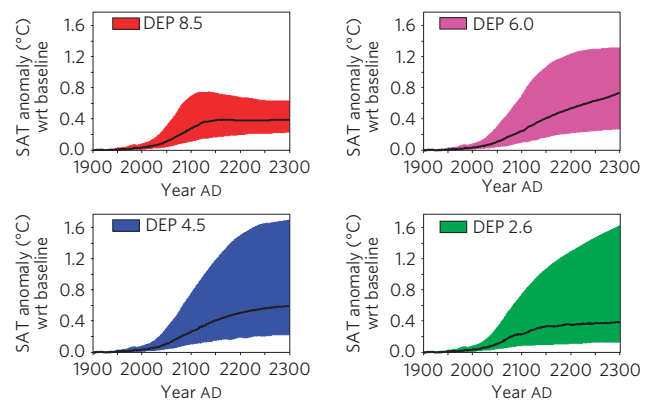 DEP 8.5
SAT anomaly (°C)
wrt baseline
1.6
1.2
0.8
0.4
0.0
1900 2000 2100 2200 2300
Year AD
DEP 6.0
SAT anomaly (°C)
wrt baseline
1.6
1.2
0.8
0.4
0.0
1900 2000 2100 2200 2300
Year AD
DEP 4.5
SAT anomaly (°C)
wrt baseline
1.6
1.2
0.8
0.4
0.0
1900 2000 2100 2200 2300
Year AD
DEP 2.6
SAT anomaly (°C)
wrt baseline
1.6
1.2
0.8
0.4
0.0
1900 2000 2100 2200 2300
Year AD